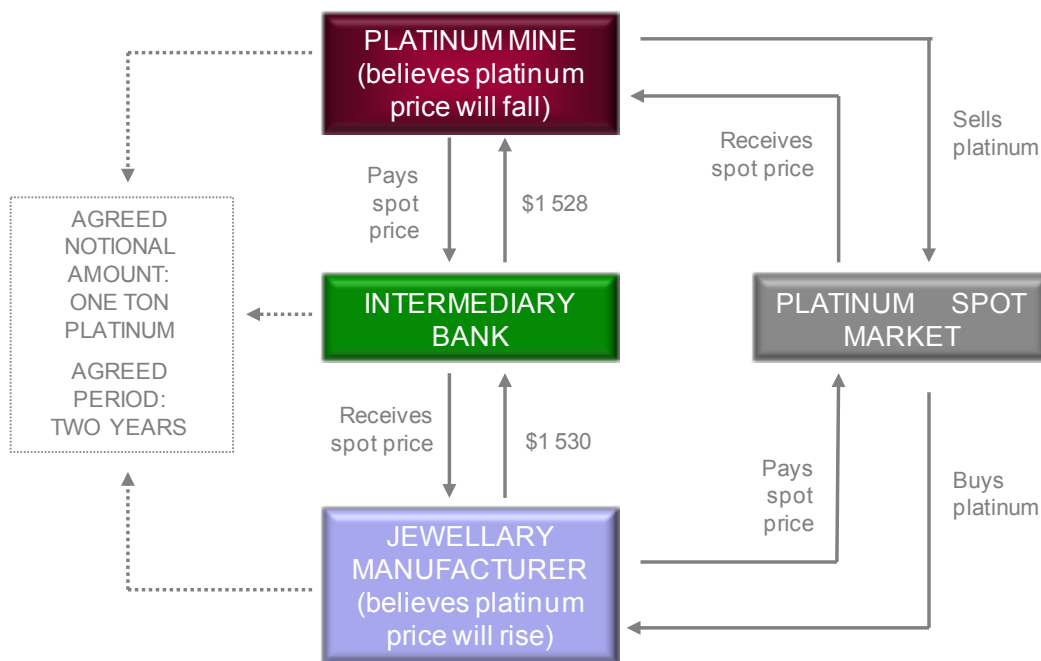 PLATINUM MINE
(believes platinum
price will fall)
Sells
platinum
Receives
spot price
Pays
spot
price
$1 528
AGREED
NOTIONAL
AMOUNT:
ONE TON
PLATINUM
AGREED
PERIOD:
TWO YEARS
INTERMEDIARY
BANK
PLATINUM SPOT
MARKET
Receives
spot price
$1 530
Pays
spot
price
Buys
platinum
JEWELLARY
MANUFACTURER
(believes platinum
price will rise)